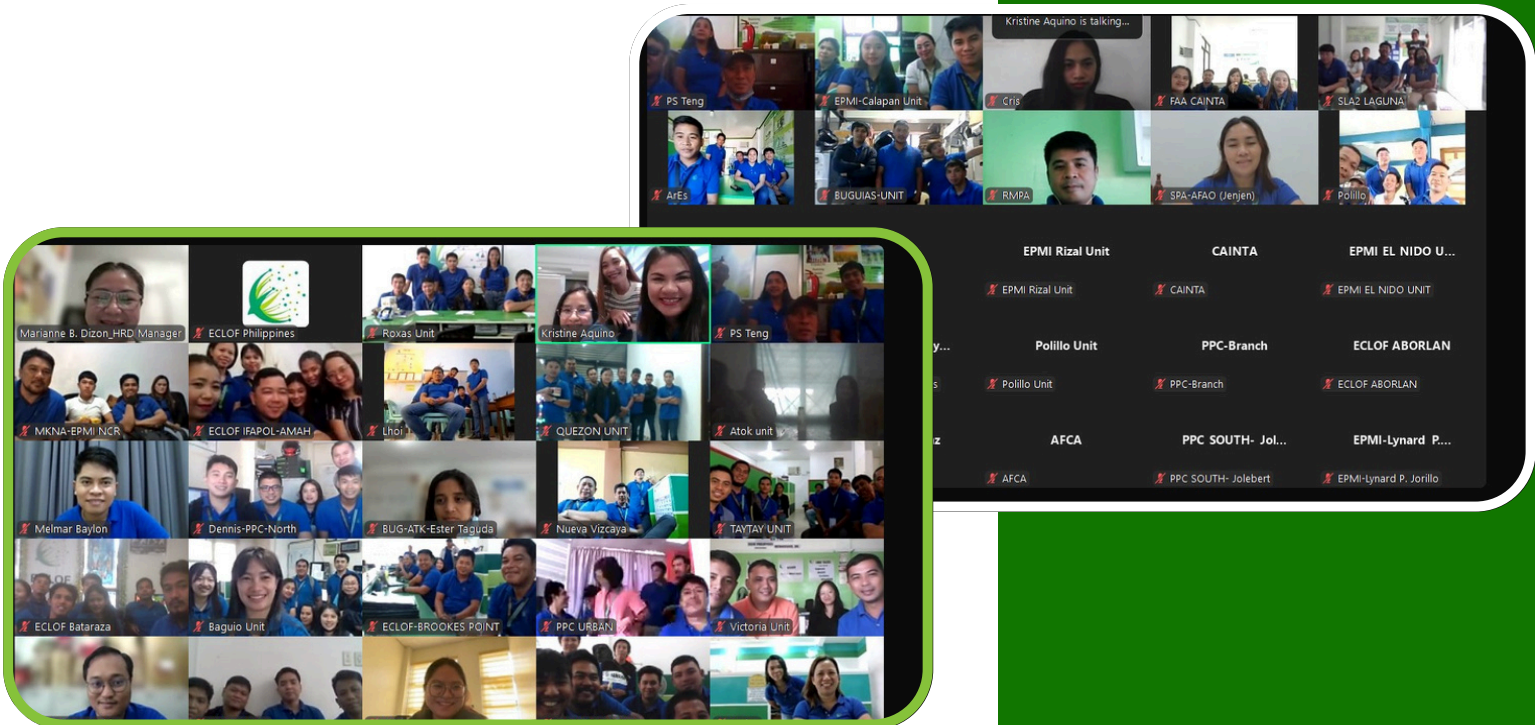 Kristine Aquino is talking...
PS Teng
EPMI-Calapan Unit
Cris
FAA CAINTA
SLA2 LAGUNA
ArEs
BUGUIAS-UNIT
RMPA
SPA-AFAO (Jenjen)
Polillo
EPMI Rizal Unit
CAINTA
EPMI EL NIDO U...
EPMI Rizal Unit
CAINTA
EPMI EL NIDO UNIT
Polillo Unit
PPC-Branch
ECLOF ABORLAN
Polillo Unit
PPC-Branch
ECLOF ABORLAN
AFCA
PPC SOUTH- Jol...
EPMI-Lynard P....
AFCA
PPC SOUTH- Jolebert
EPMI-Lynard P. Jorillo
Marianne B. Dizon_HRD Manager
ECLOF Philippines
Roxas Unit
Kristine Aquino
PS Teng
MKNA-EPMI NCR
ECLOF IFAPOL-AMAH
Lhoi
QUEZON UNIT
Atok unit
Melmar Baylon
Dennis-PPC-North
BUG-ATK-Ester Taguda
Nueva Vizcaya
TAYTAY UNIT
ECLOF Bataraza
Baguio Unit
ECLOF-BROOKES POINT
PPC URBAN
Victoria Unit